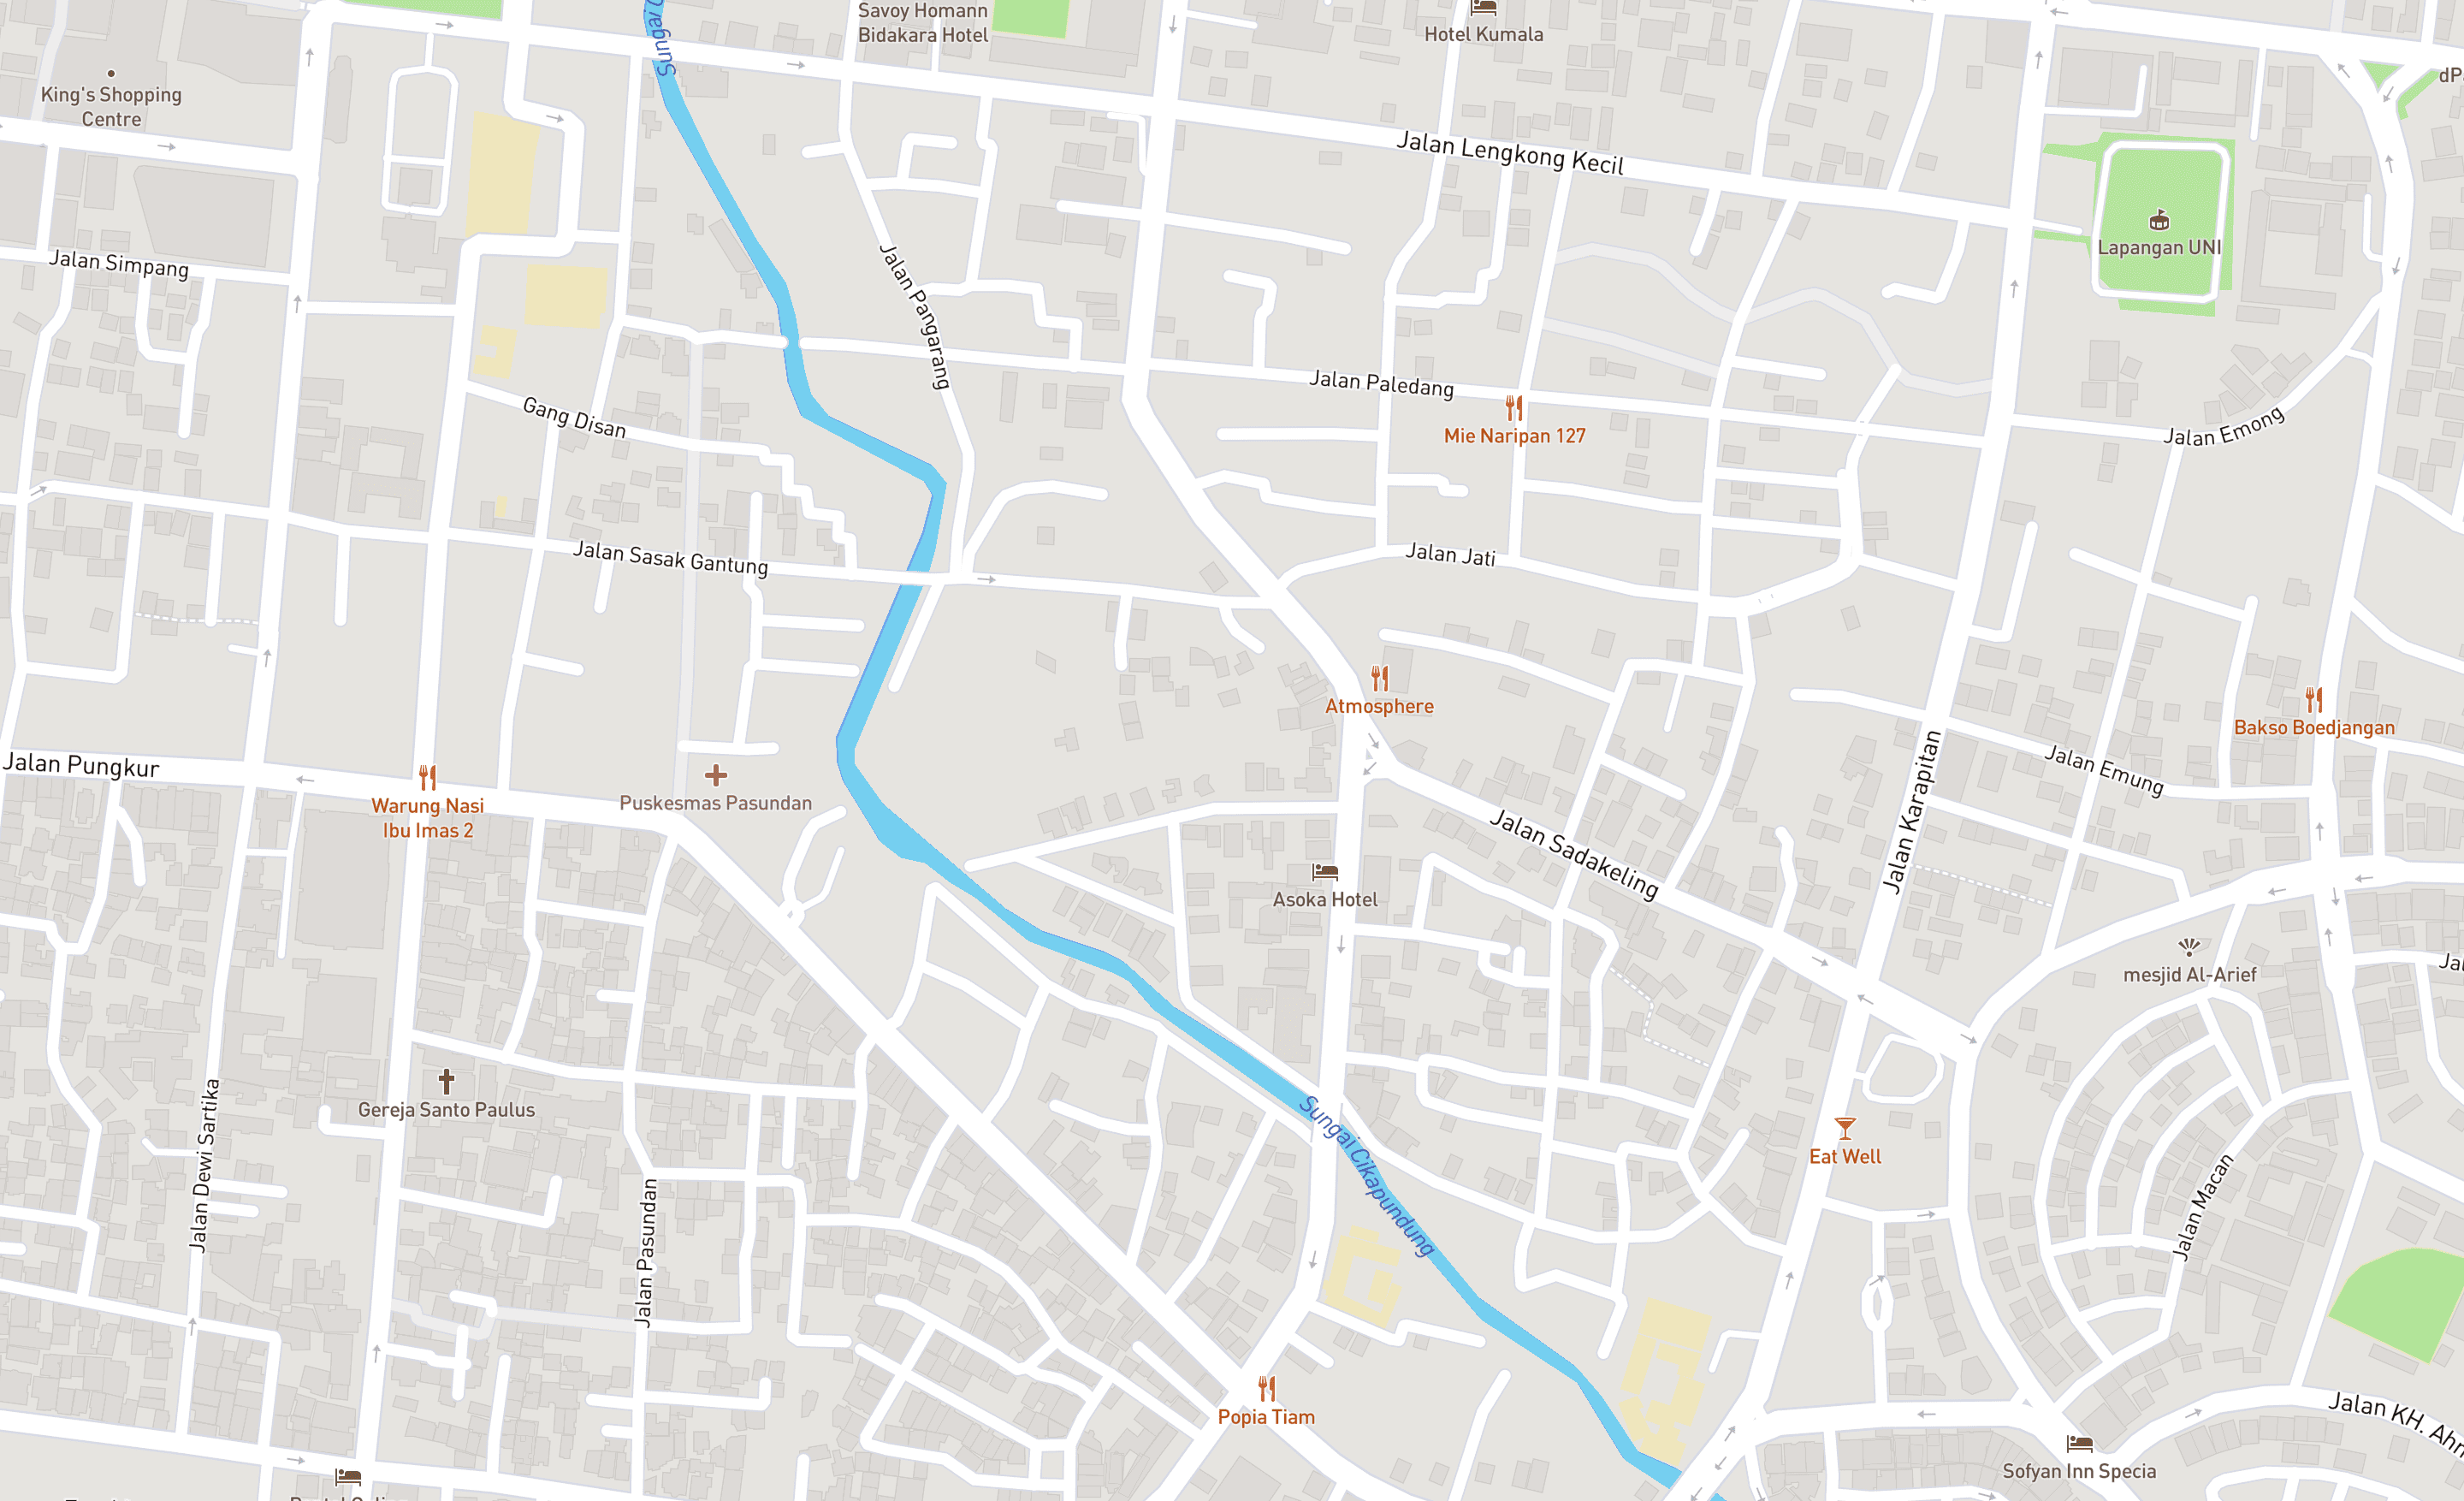 Savoy Homann
Bidakara Hotel
Hotel Kumala
King's Shopping
Centre
Jalan Lengkong Kecil
Lapangan UNI
Jalan Simpang
Jalan Pangarang
Jalan Paledang
Mie Naripan 127
Gang Disan
Jalan Emong
Jalan Sasak Gantung
Jalan Jati
Atmosphere
Bakso Boedjangan
Jalan Pungkur
Warung Nasi
Ibu Imas 2
Puskesmas Pasundan
Jalan Karapitan
Jalan Emung
Jalan Sadakeling
Asoka Hotel
mesjid Al-Arief
Gereja Santo Paulus
Jalan Dewi Sartika
Sungai Cikapundung
Eat Well
Jalan Pasundan
Jalan Macan
Popia Tiam
Jalan KH. Ahm
Sofyan Inn Specia